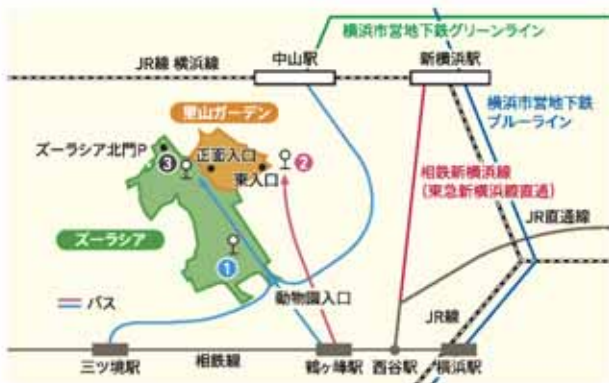 横浜市営地下鉄グリーンライン
JR線 横浜線
中山駅
新横浜駅
里山ガーデン
横浜市営地下鉄
ブルーライン
ズーラシア北門P
正面入口
3
2
東入口
相鉄新横浜線
(東急新横浜線直通)
JR直通線
ズーラシア
1
動物園入口
バス
JR線
三ツ境駅
相鉄線
鶴ヶ峰駅
西谷駅
横浜駅